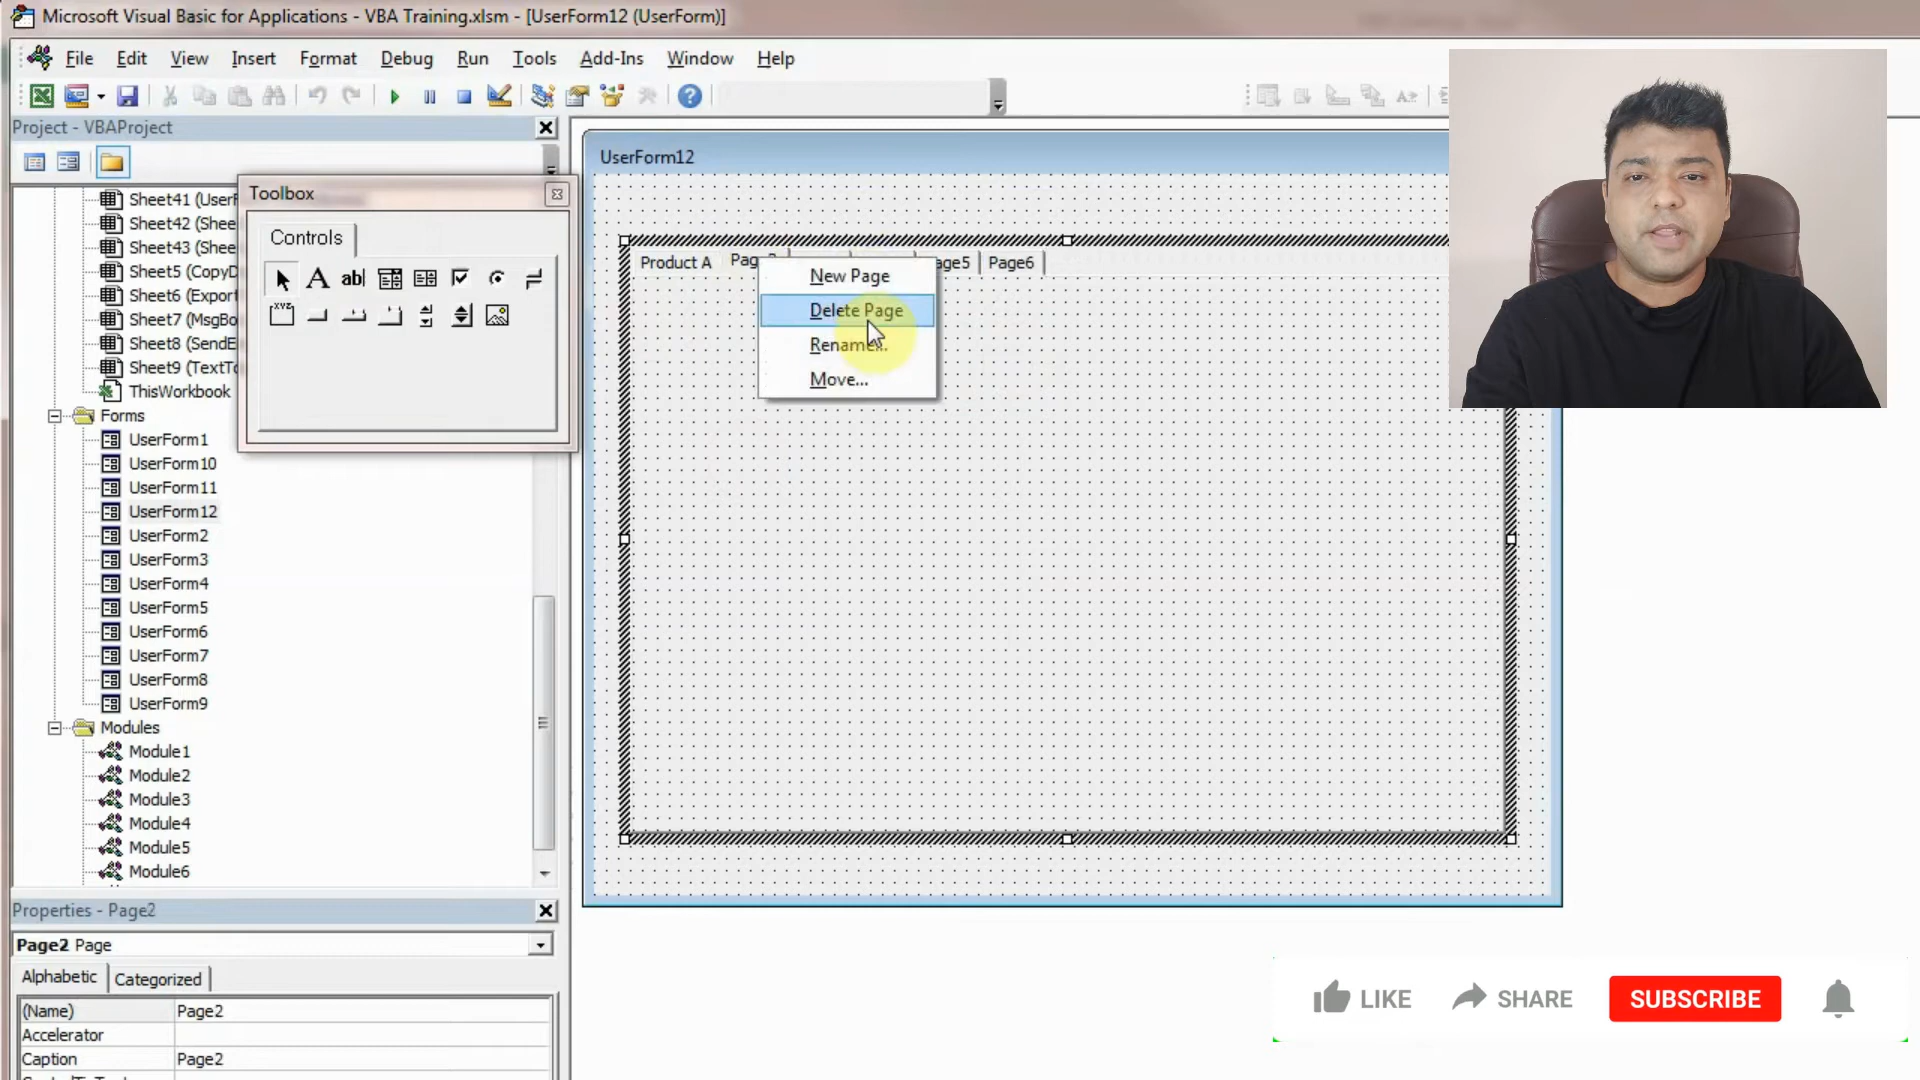 Microsoft Visual Basic for Applications - VBA Training.xlsm - [UserForm12 (UserForm)]
File Edit View Insert Format Debug Run Tools Add-Ins Window Help
Project - VBAProject
Sheet41 (UserF
Sheet42 (Shee
Sheet43 (Shee
Sheet5 (CopyD
Sheet6 (Export
Sheet7 (MsgBo
Sheet8 (SendE
Sheet9 (TextTo
ThisWorkbook
Forms
UserForm1
UserForm10
UserForm11
UserForm12
UserForm2
UserForm3
UserForm4
UserForm5
UserForm6
UserForm7
UserForm8
UserForm9
Modules
Module1
Module2
Module3
Module4
Module5
Module6
Toolbox
Controls
A abl
XYZ
UserForm12
Product A age5 Page6
New Page
Delete Page
Rename...
Move...
Properties - Page2
Page2 Page
Alphabetic Categorized
(Name) Page2
Accelerator
Caption Page2
LIKE SHARE SUBSCRIBE